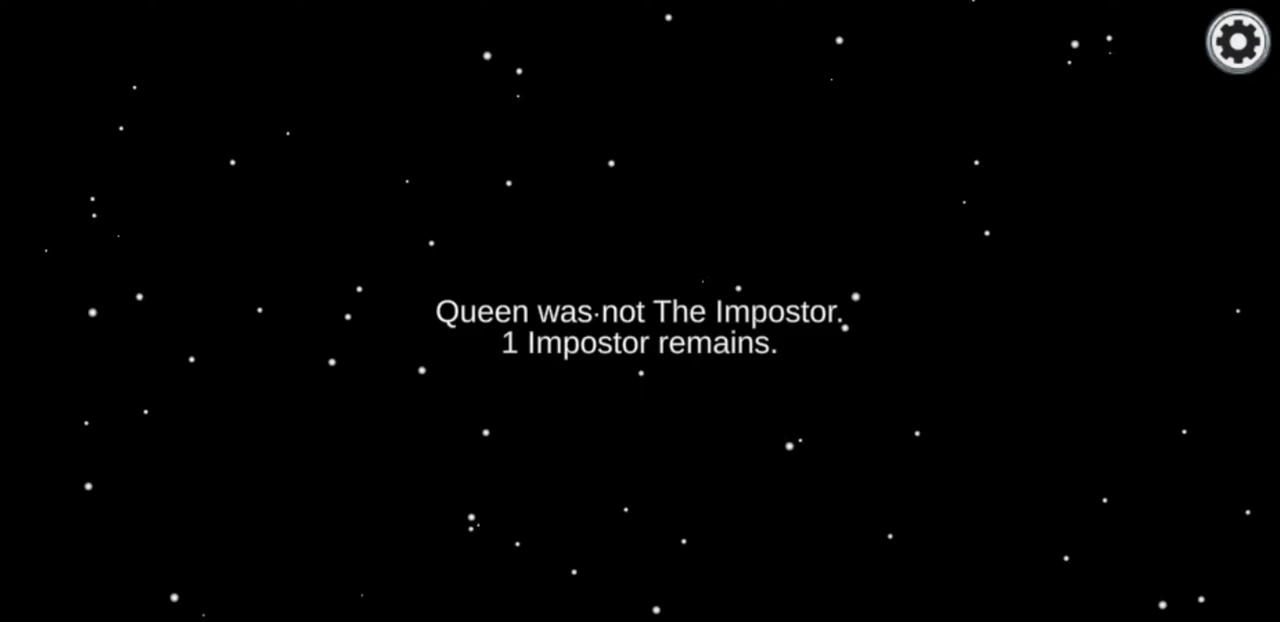 Queen was not The Impostor.
1 Impostor remains.